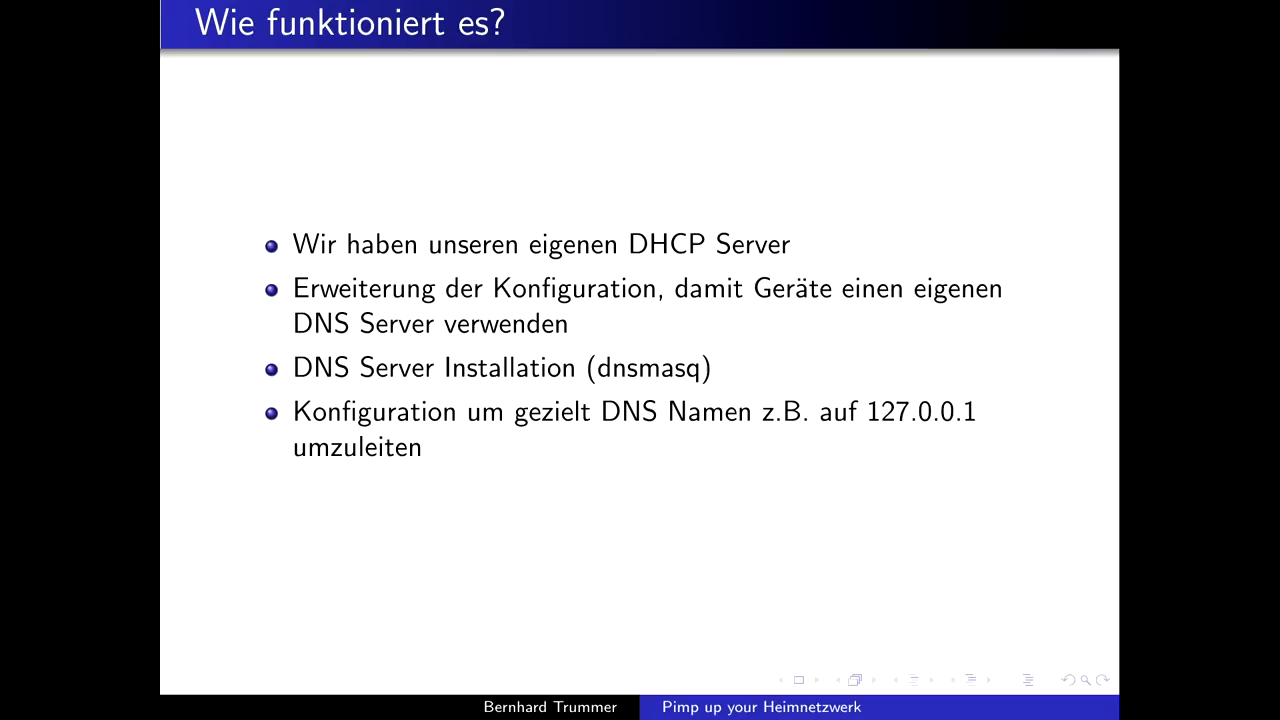 Wie funktioniert es?
Wir haben unseren eigenen DHCP Server
Erweiterung der Konfiguration, damit Geräte einen eigenen
DNS Server verwenden
DNS Server Installation (dnsmasq)
Konfiguration um gezielt DNS Namen z.B. auf 127.0.0.1
umzuleiten
Bernhard Trummer
Pimp up your Heimnetzwerk